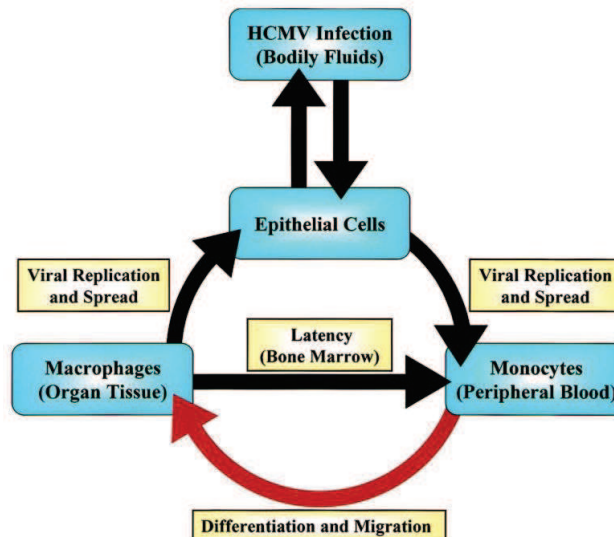 HCMV Infection
(Bodily Fluids)
Epithelial Cells
Viral Replication
and Spread
Viral Replication
and Spread
Latency
(Bone Marrow)
Macrophages
(Organ Tissue)
Monocytes
(Peripheral Blood)
Differentiation and Migration